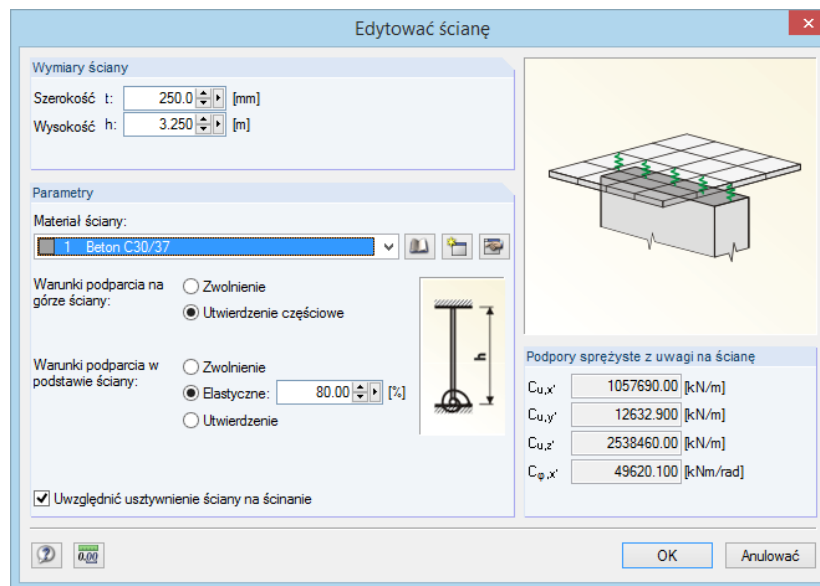 Edytować ścianę
Wymiary ściany
Szerokość t: 250.0 [mm]
Wysokość h: 3.250 [m]
Parametry
Materiał ściany:
1 Beton C30/37
Warunki podparcia na
górze ściany:
Zwolnienie
Utwierdzenie częściowe
h
Warunki podparcia w
podstawie ściany:
Zwolnienie
Elastyczne: 80.00 [%]
Utwierdzenie
Uwzględnić usztywnienie ściany na ścinanie
Podpory sprężyste z uwagi na ścianę
Cu,x' 1057690.00 [kN/m]
Cu,y' 12632.900 [kN/m]
Cu,z' 2538460.00 [kN/m]
Cφ,x' 49620.100 [kNm/rad]
0.00
OK
Anulować